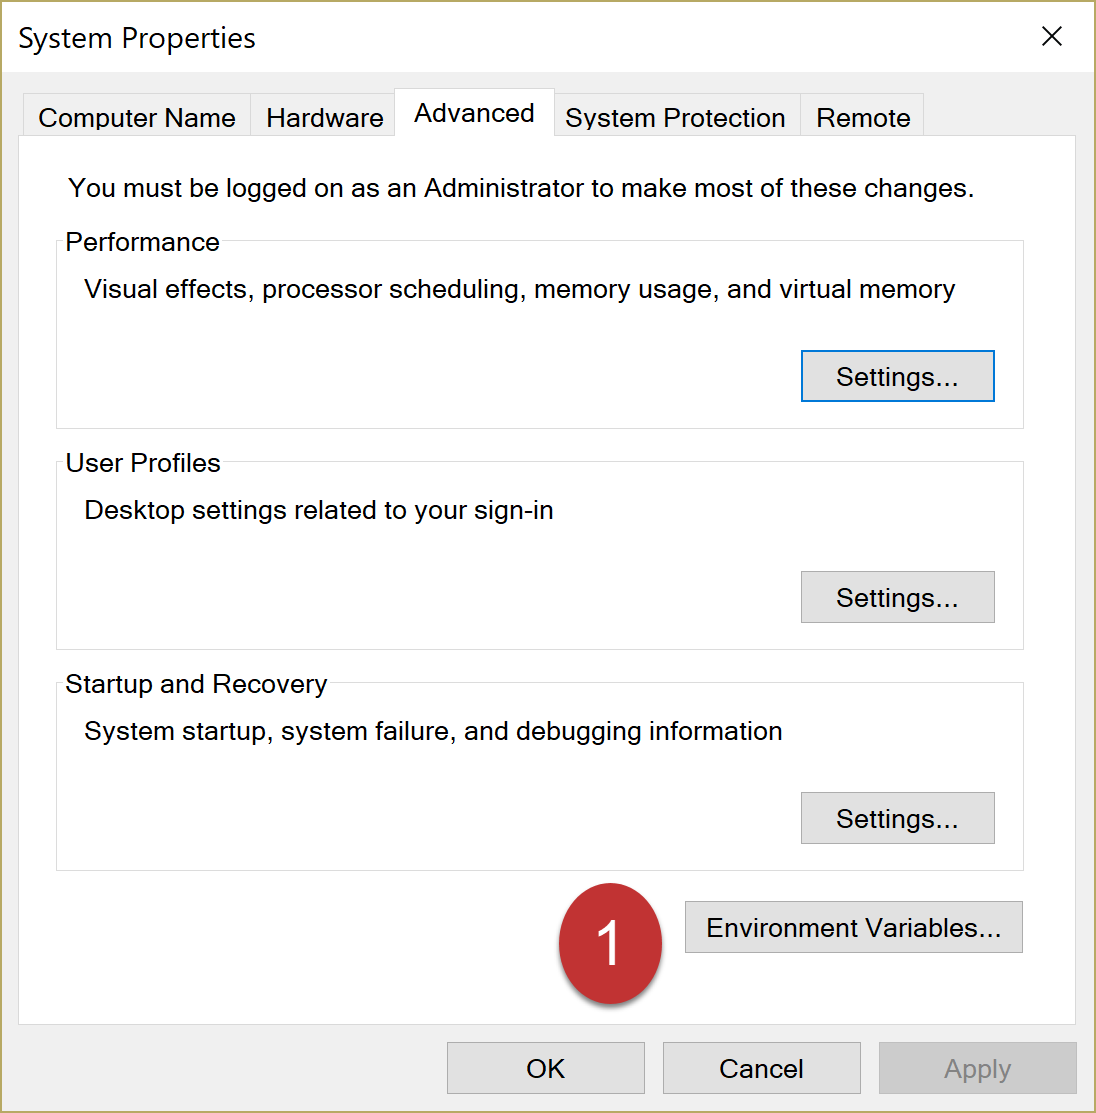 System Properties
Computer Name
Hardware
Advanced
System Protection
Remote
You must be logged on as an Administrator to make most of these changes.
Performance
Visual effects, processor scheduling, memory usage, and virtual memory
Settings...
User Profiles
Desktop settings related to your sign-in
Settings...
Startup and Recovery
System startup, system failure, and debugging information
Settings...
1
Environment Variables...
OK
Cancel
Apply